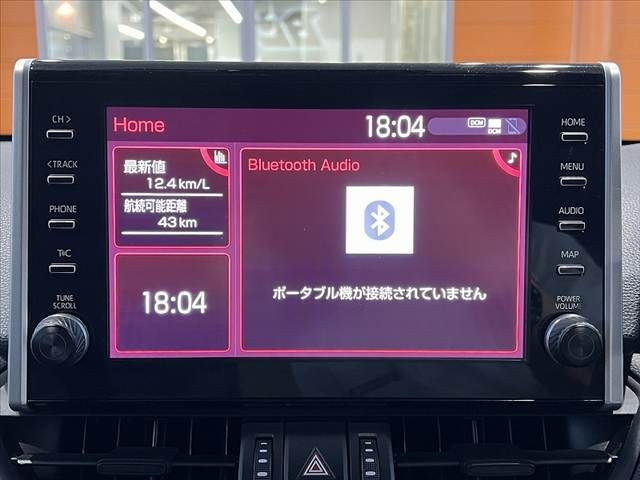 CH >
<TRACK
PHONE
T&C
TUNE
SCROLL
Home
18:04
DCM
DCM
最新値
12.4 km/L
航続可能距離
43 km
18:04
Bluetooth Audio
ポータブル機が接続されていません
HOME
MENU
AUDIO
MAP
POWER
VOLUME